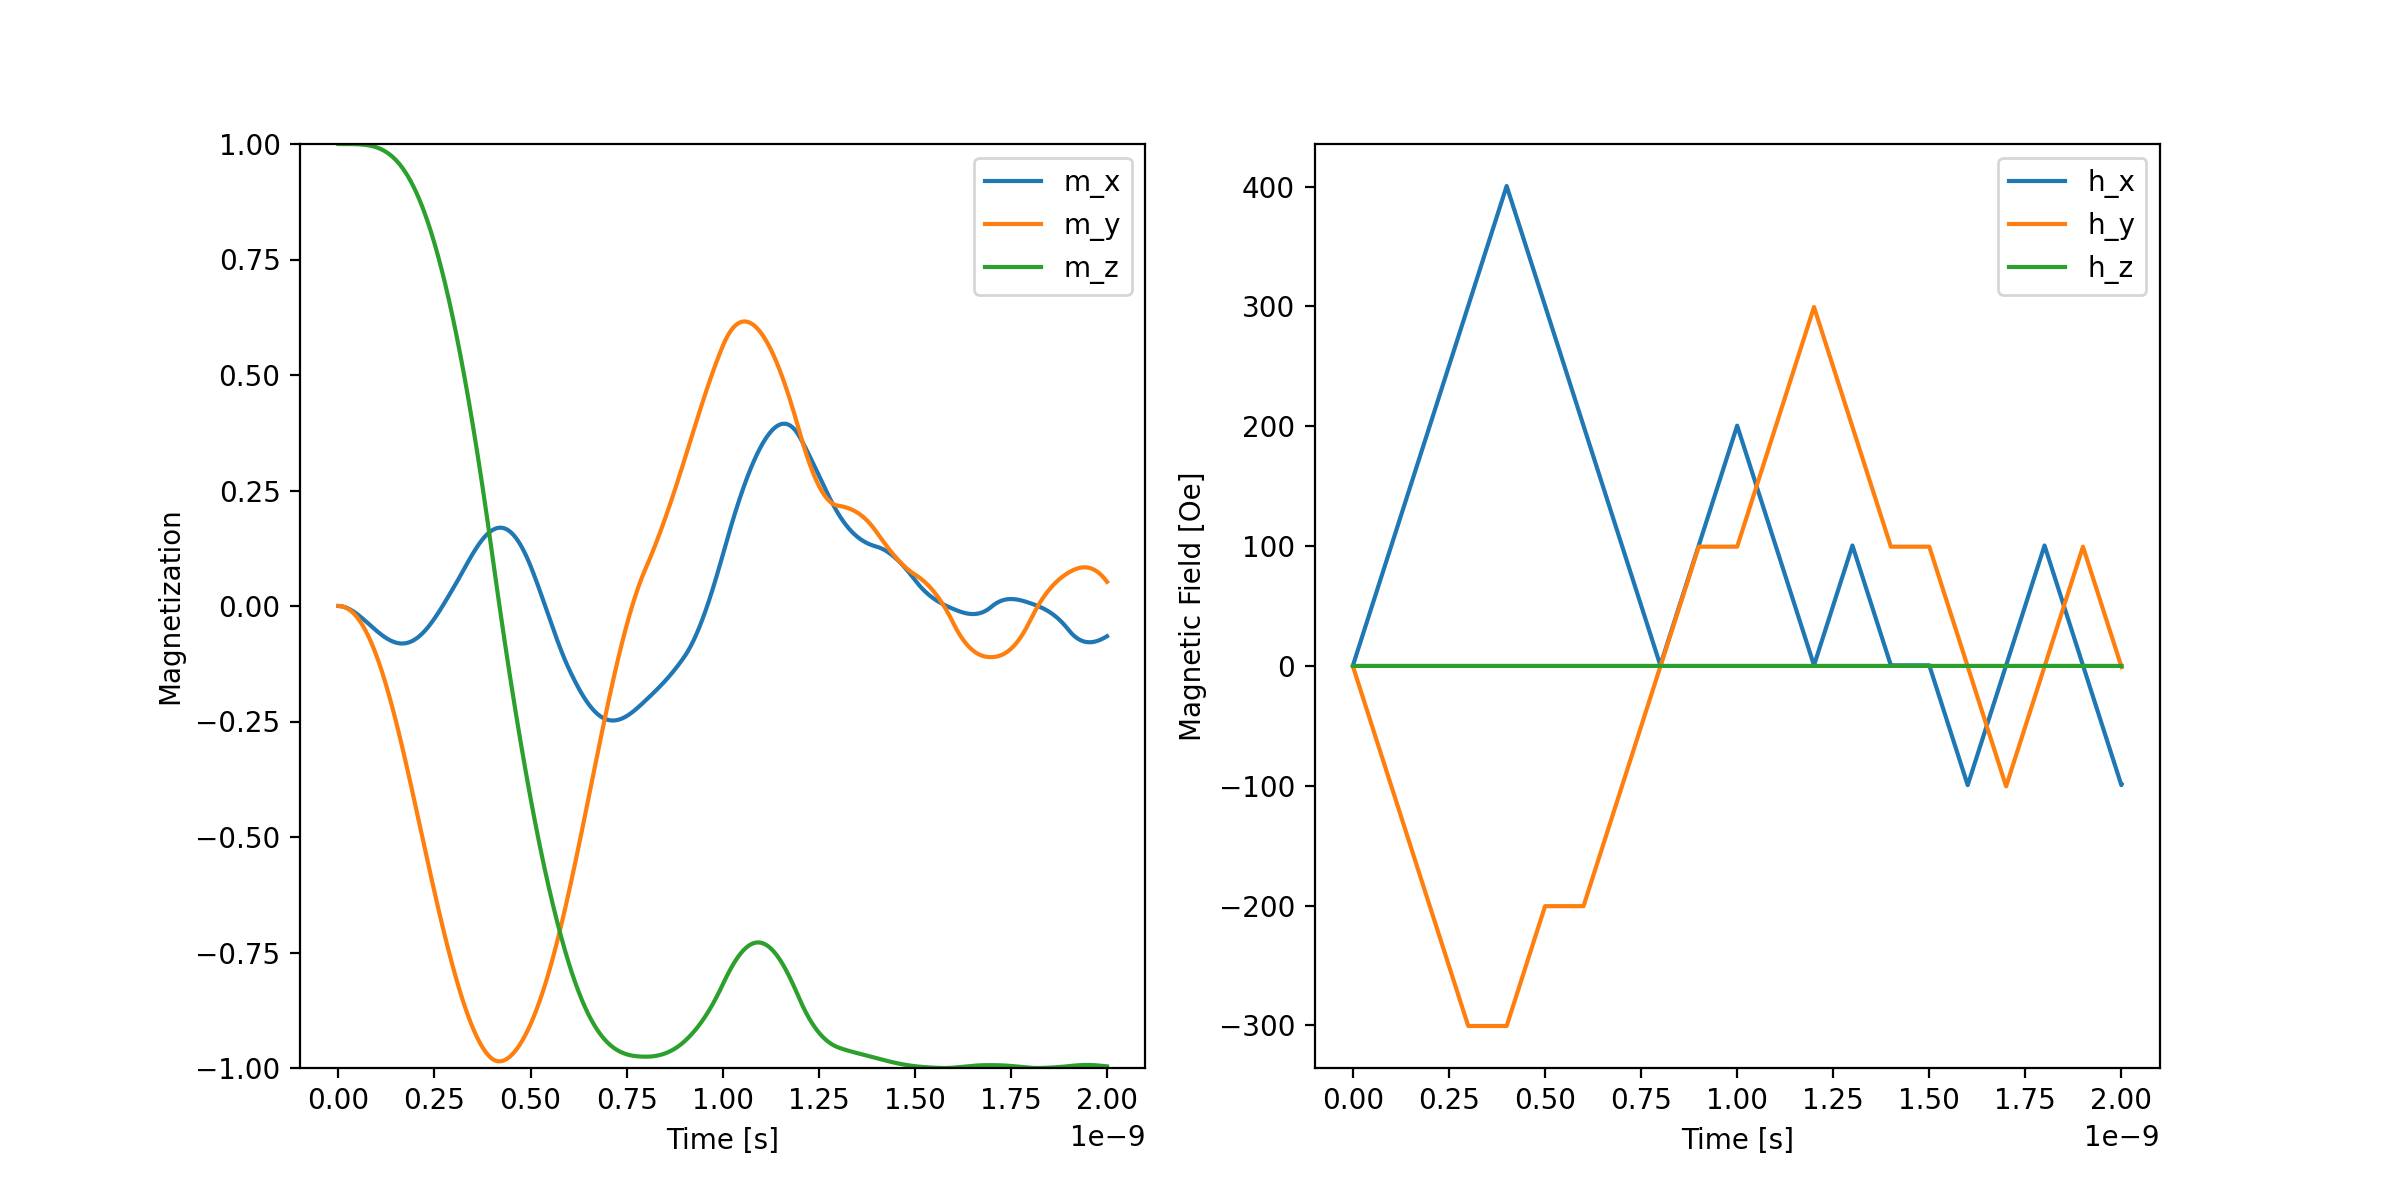 1.00
0.75
0.50
0.25
0.00
−0.25
−0.50
−0.75
−1.00
Magnetization
0.00 0.25 0.50 0.75 1.00 1.25 1.50 1.75 2.00
Time [s]
1e−9
m_x
m_y
m_z
400
300
200
100
0
−100
−200
−300
Magnetic Field [Oe]
0.00 0.25 0.50 0.75 1.00 1.25 1.50 1.75 2.00
Time [s]
1e−9
h_x
h_y
h_z